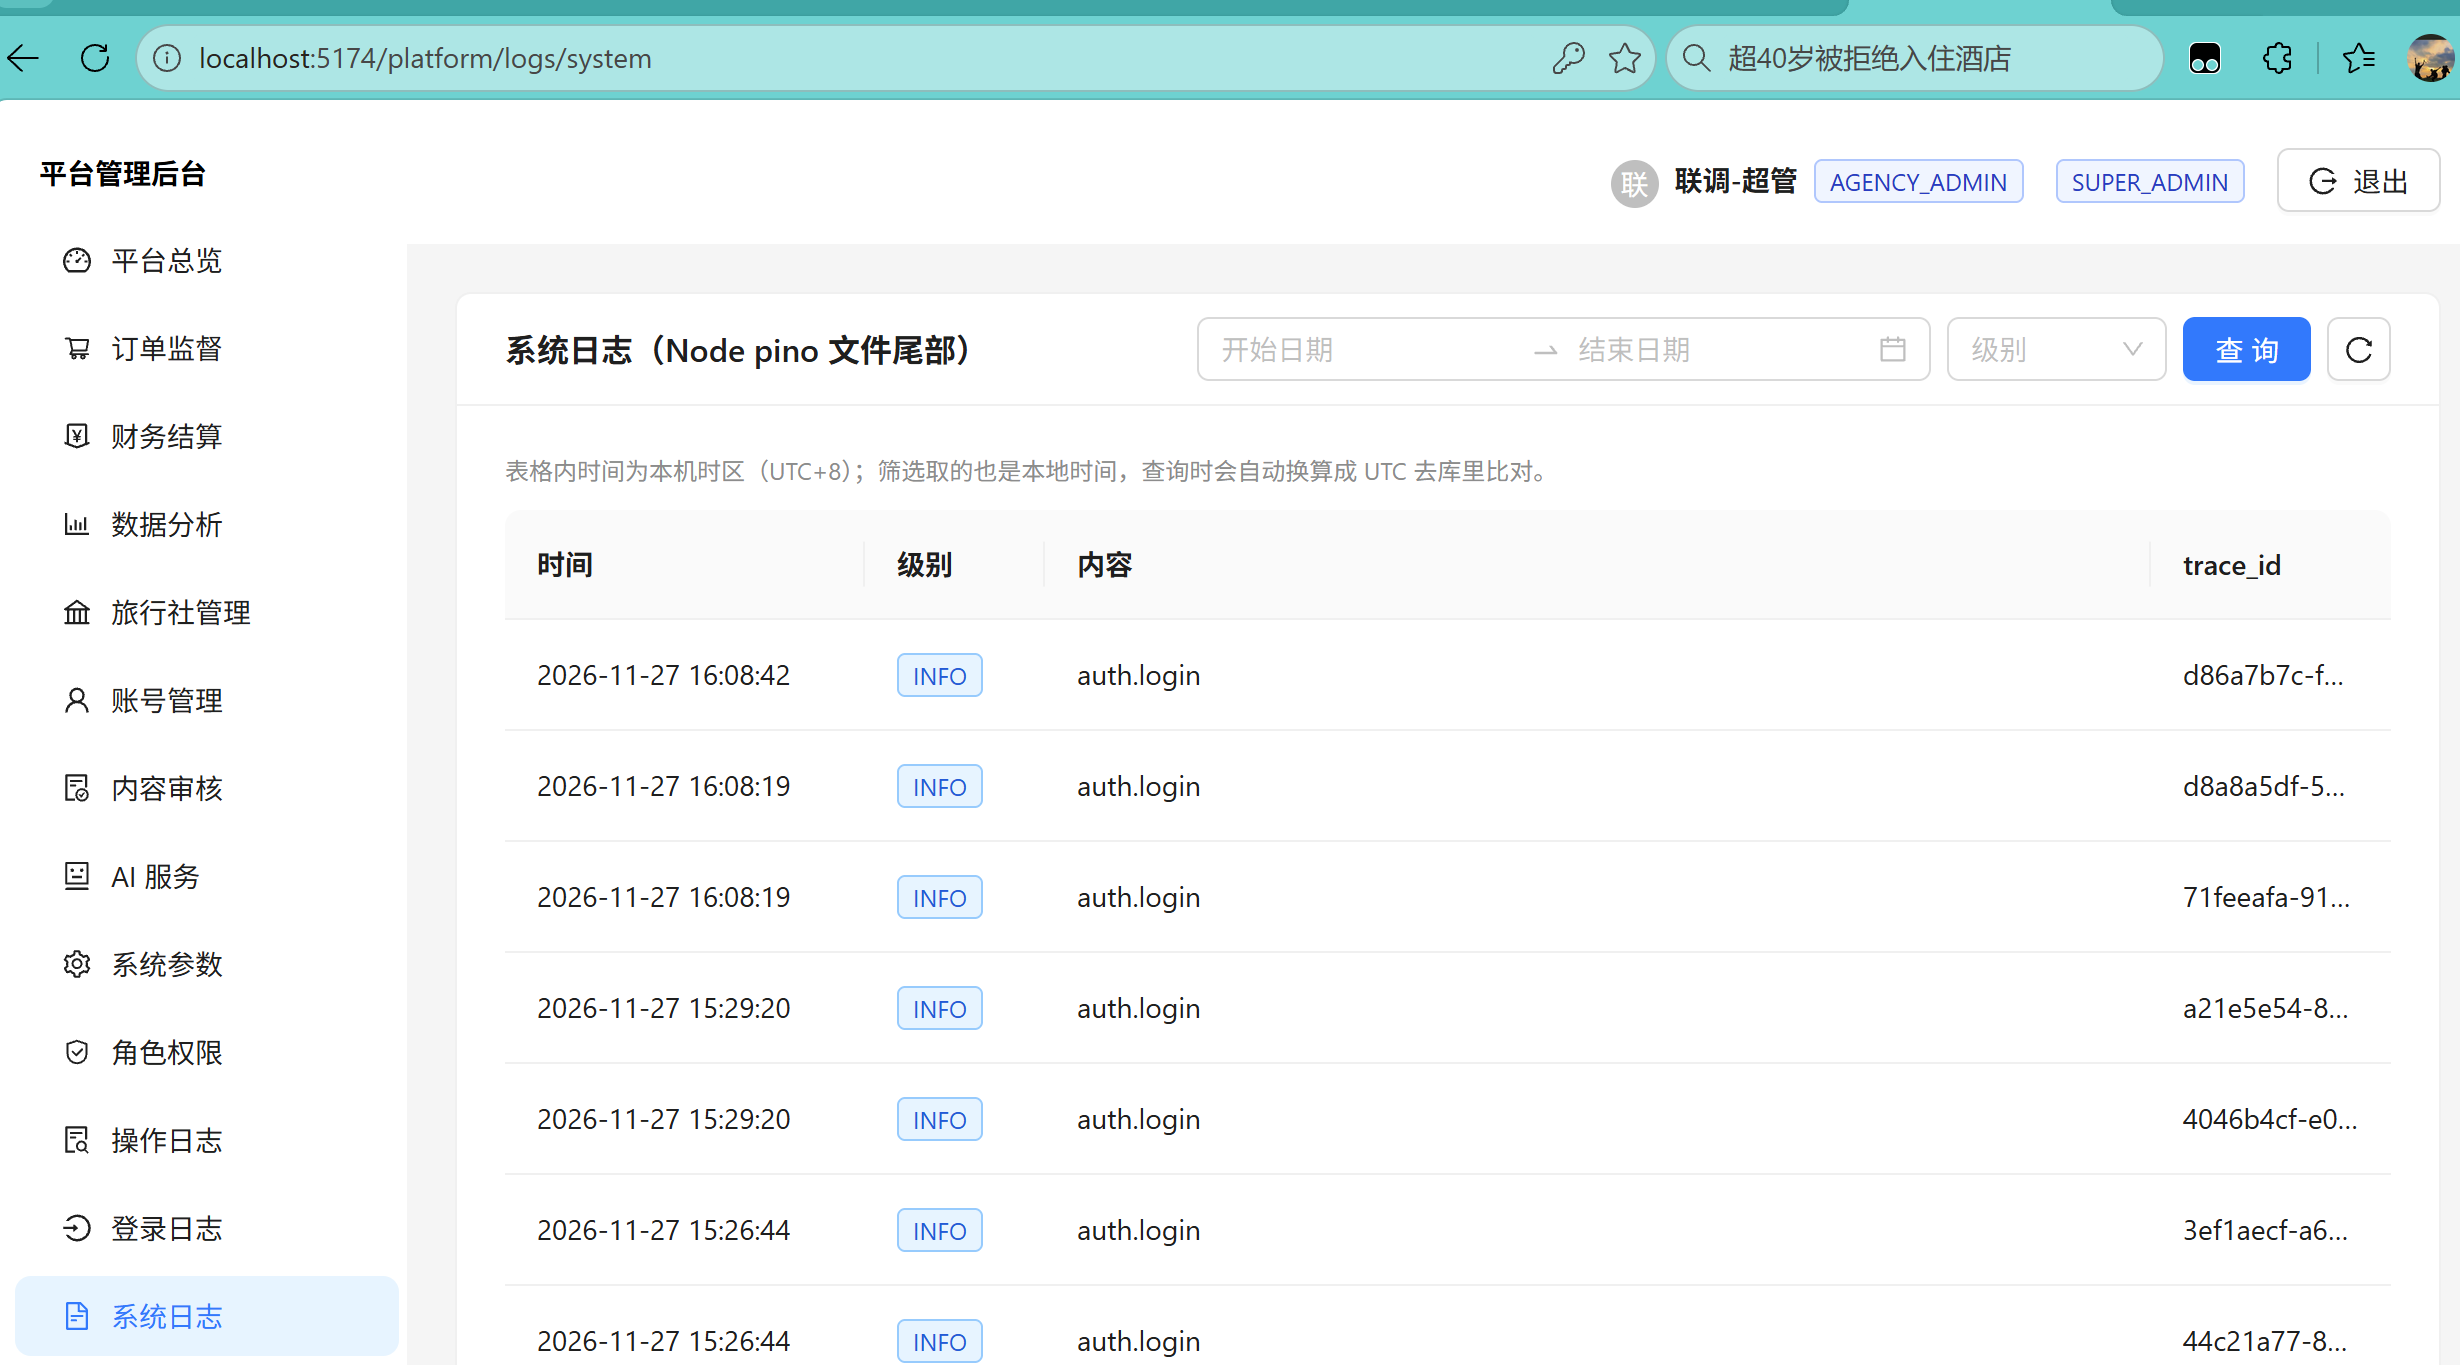 localhost:5174/platform/logs/system
超40岁被拒绝入住酒店
平台管理后台
联 联调-超管 AGENCY_ADMIN SUPER_ADMIN 退出
平台总览
订单监督
财务结算
数据分析
旅行社管理
账号管理
内容审核
AI 服务
系统参数
角色权限
操作日志
登录日志
系统日志
系统日志（Node pino 文件尾部） 开始日期 结束日期 级别 查 询
表格内时间为本机时区（UTC+8）；筛选取的也是本地时间，查询时会自动换算成 UTC 去库里比对。
时间 级别 内容 trace_id
2026-11-27 16:08:42 INFO auth.login d86a7b7c-f...
2026-11-27 16:08:19 INFO auth.login d8a8a5df-5...
2026-11-27 16:08:19 INFO auth.login 71feeafa-91...
2026-11-27 15:29:20 INFO auth.login a21e5e54-8...
2026-11-27 15:29:20 INFO auth.login 4046b4cf-e0...
2026-11-27 15:26:44 INFO auth.login 3ef1aecf-a6...
2026-11-27 15:26:44 INFO auth.login 44c21a77-8...